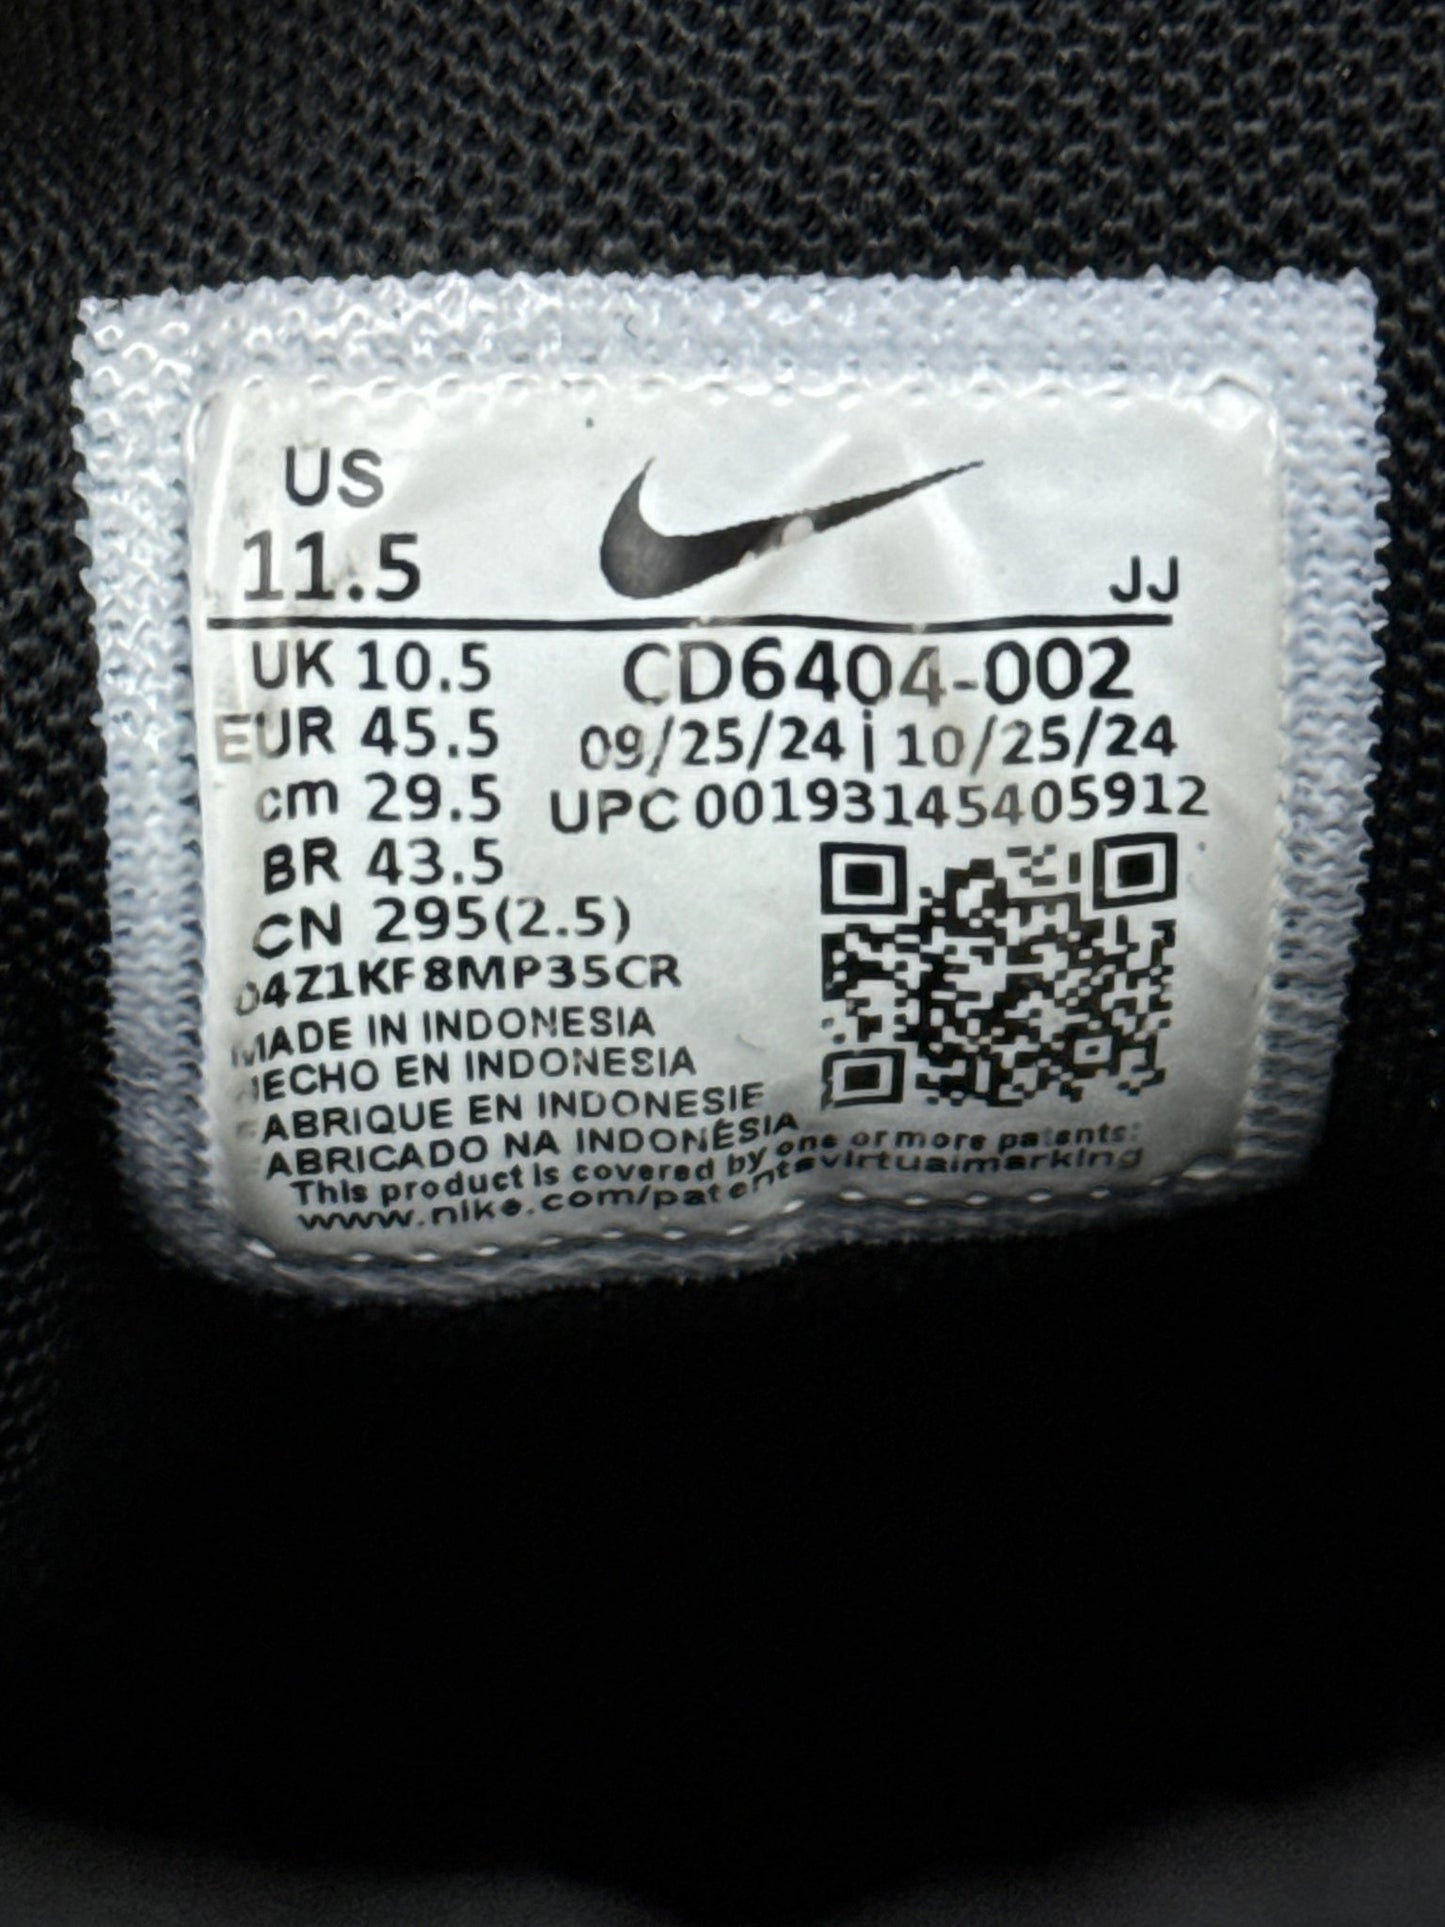 US
11.5
JJ
UK 10.5
EUR 45.5
cm 29.5
BR 43.5
CN 295(2.5)
CD6404-002
09/25/24 | 10/25/24
UPC 00193145405912
04Z1KF8MP35CR
MADE IN INDONESIA
HECHO EN INDONESIA
FABRIQUE EN INDONESIE
FABRICADO NA INDONÉSIA
This product is covered by one or more patents:
www.nike.com/patentsvirtualmarking